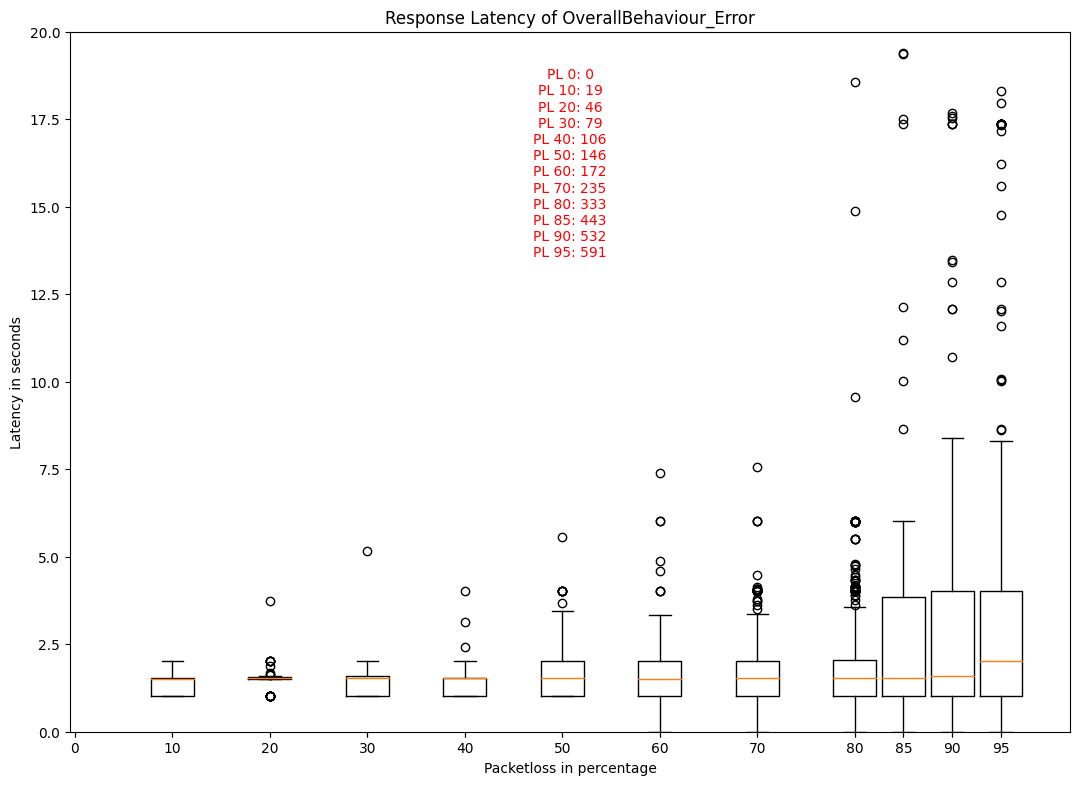 Response Latency of OverallBehaviour_Error
20.0
17.5
15.0
12.5
10.0
7.5
5.0
2.5
0.0
Latency in seconds
PL 0: 0
PL 10: 19
PL 20: 46
PL 30: 79
PL 40: 106
PL 50: 146
PL 60: 172
PL 70: 235
PL 80: 333
PL 85: 443
PL 90: 532
PL 95: 591
0 10 20 30 40 50 60 70 80 85 90 95
Packetloss in percentage